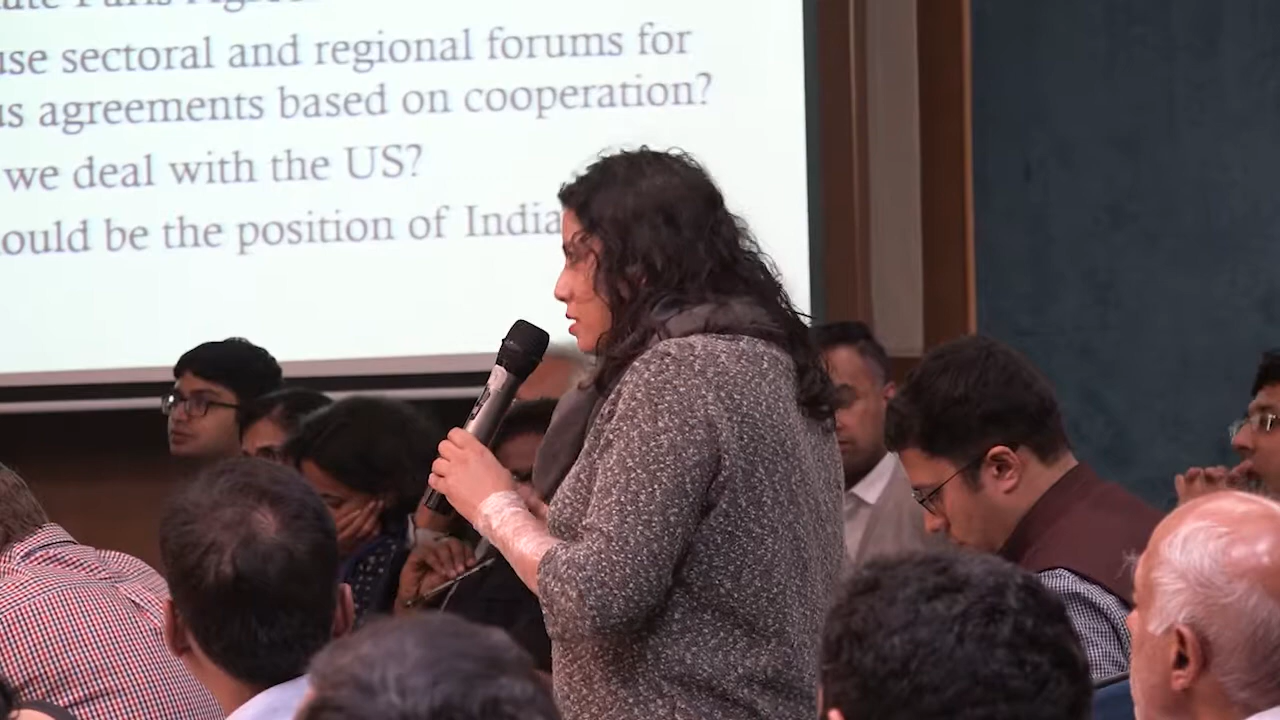 use sectoral and regional forums for
us agreements based on cooperation?
we deal with the US?
ould be the position of India